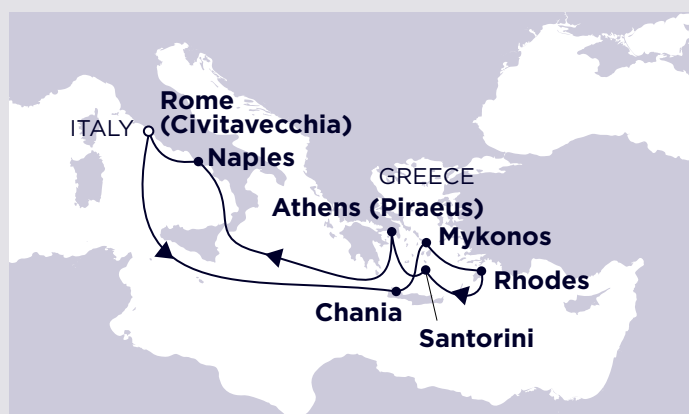 Rome
(Civitavecchia)
ITALY
Naples
GREECE
Athens (Piraeus)
Mykonos
Rhodes
Chania
Santorini